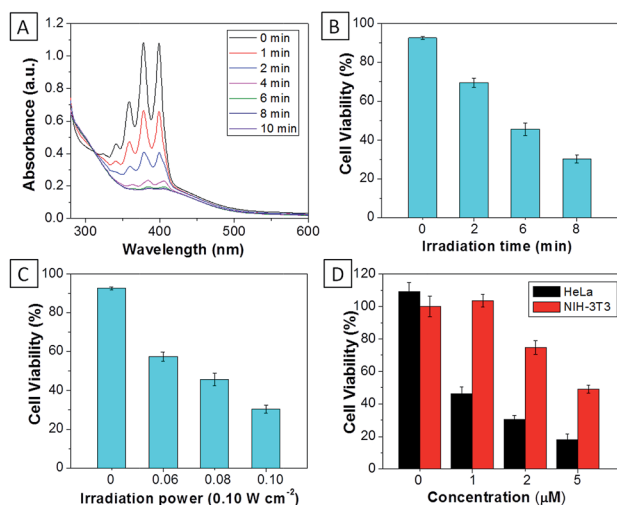 A
0 min
1 min
2 min
4 min
6 min
8 min
10 min
1.2
1.0
0.8
0.6
0.4
0.2
0.0
Absorbance (a.u.)
300
400
500
600
Wavelength (nm)
B
100
80
60
40
20
0
Cell Viability (%)
0
2
6
8
Irradiation time (min)
C
100
80
60
40
20
0
Cell Viability (%)
0
0.06
0.08
0.10
Irradiation power (0.10 W cm⁻²)
D
HeLa
NIH-3T3
120
100
80
60
40
20
0
Cell Viability (%)
0
1
2
5
Concentration (μM)